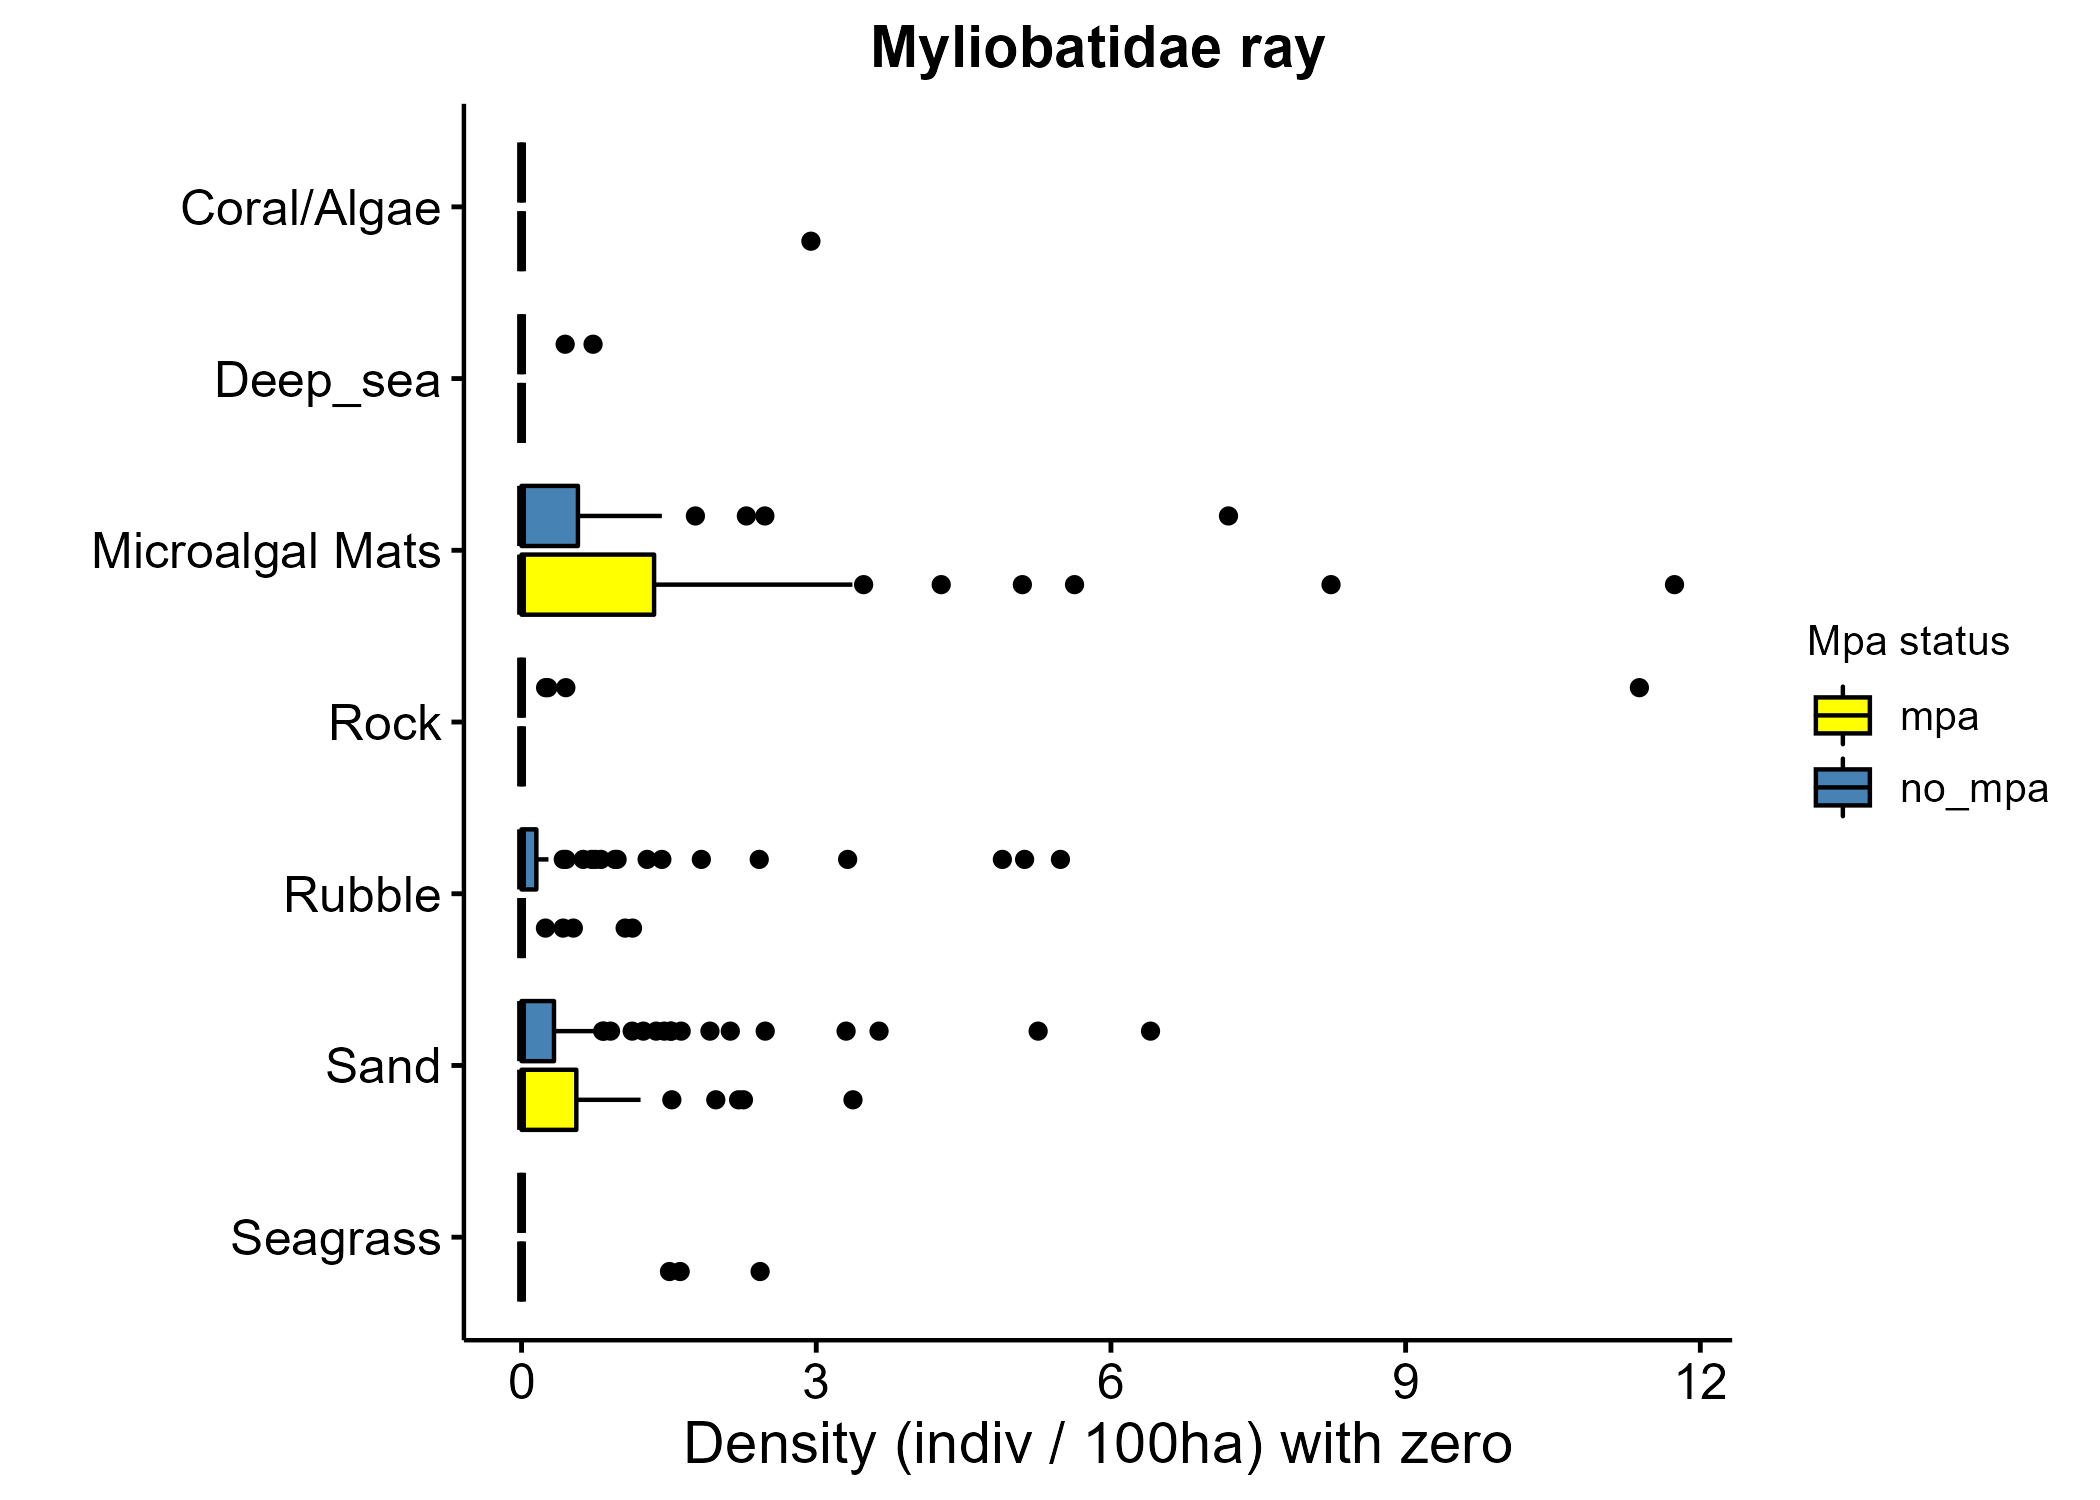 Myliobatidae ray
Coral/Algae
Deep_sea
Microalgal Mats
Rock
Rubble
Sand
Seagrass
0 3 6 9 12
Density (indiv / 100ha) with zero
Mpa status
mpa
no_mpa